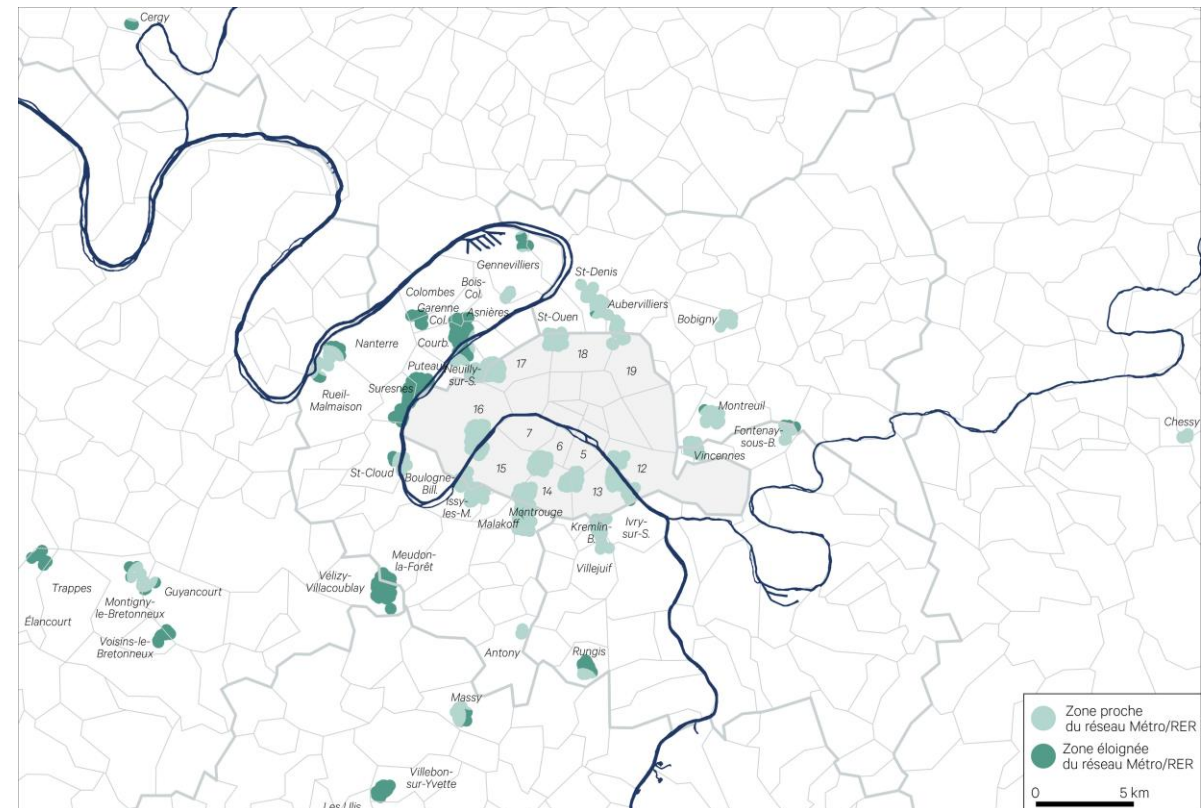 Cergy
Gennevilliers
Bois-
Col.
Colombes
Garenne
Col.
Asnières
Courb.
St-Denis
Aubervilliers
St-Ouen
Bobigny
Nanterre
Puteaux
Neuilly-
sur-S.
17
18
19
Suresnes
Rueil-
Malmaison
16
7
6
5
15
14
13
12
Montreuil
Fontenay-
sous-B.
Vincennes
Chessy
St-Cloud
Boulogne-
Bill.
Issy-
les-M.
Malakoff
Montrouge
Kremlin-
B.
Ivry-
sur-S.
Villejuif
Meudon-
la-Forêt
Vélizy-
Villacoublay
Trappes
Élancourt
Montigny-
le-Bretonneux
Guyancourt
Voisins-le-
Bretonneux
Antony
Rungis
Massy
Villebon-
sur-Yvette
Les Ulis
Zone proche
du réseau Métro/RER
Zone éloignée
du réseau Métro/RER
0 5 km